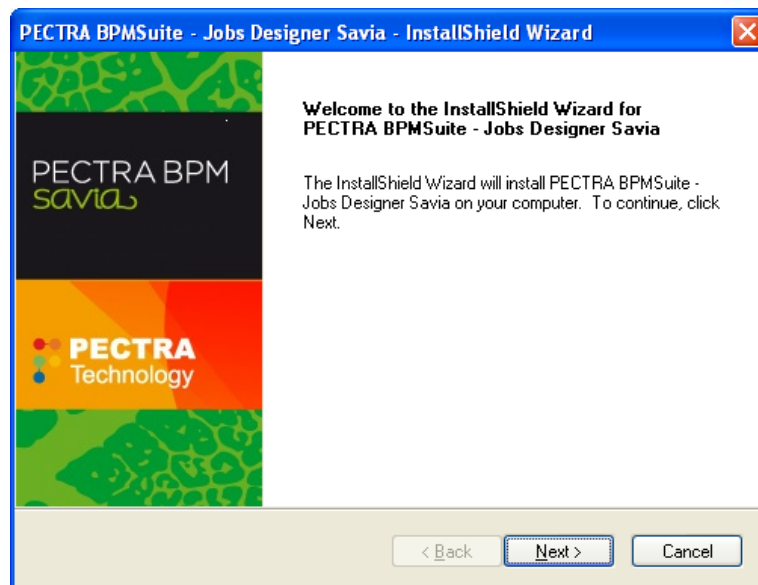 PECTRA BPMSuite - Jobs Designer Savia - InstallShield Wizard
Welcome to the InstallShield Wizard for
PECTRA BPMSuite - Jobs Designer Savia
PECTRA BPM
savia
The InstallShield Wizard will install PECTRA BPMSuite -
Jobs Designer Savia on your computer. To continue, click
Next.
PECTRA
Technology
< Back
Next >
Cancel